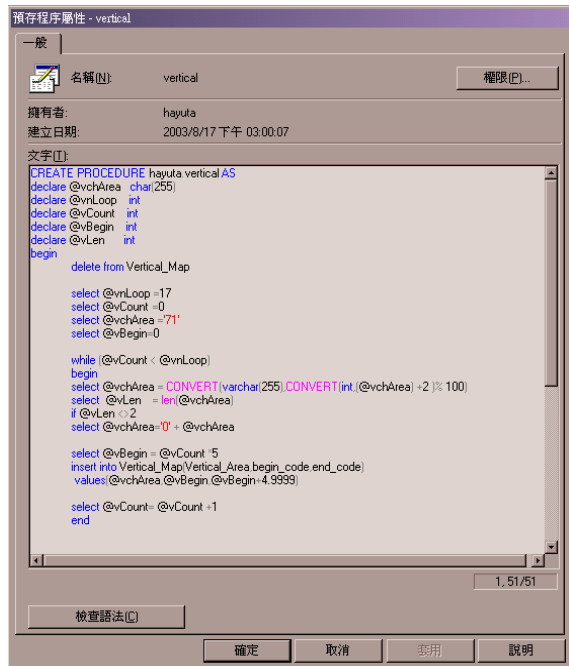 預存程序屬性 - vertical
一般
名稱(N): vertical 權限(P)...
擁有者: hayuta
建立日期: 2003/8/17 下午 03:00:07
文字(T):
CREATE PROCEDURE hayuta.vertical AS
declare @vchArea char(255)
declare @vnLoop int
declare @vCount int
declare @vBegin int
declare @vLen int
begin
delete from Vertical_Map
select @vnLoop =17
select @vCount =0
select @vchArea ='71'
select @vBegin=0
while (@vCount < @vnLoop)
begin
select @vchArea = CONVERT(varchar(255),CONVERT(int,(@vchArea) +2 )% 100)
select @vLen = len(@vchArea)
if @vLen <>2
select @vchArea='0' + @vchArea
select @vBegin = @vCount *5
insert into Vertical_Map(Vertical_Area,begin_code,end_code)
values(@vchArea,@vBegin,@vBegin+4.9999)
select @vCount= @vCount +1
end
1, 51/51
檢查語法(C)
確定 取消 套用 說明